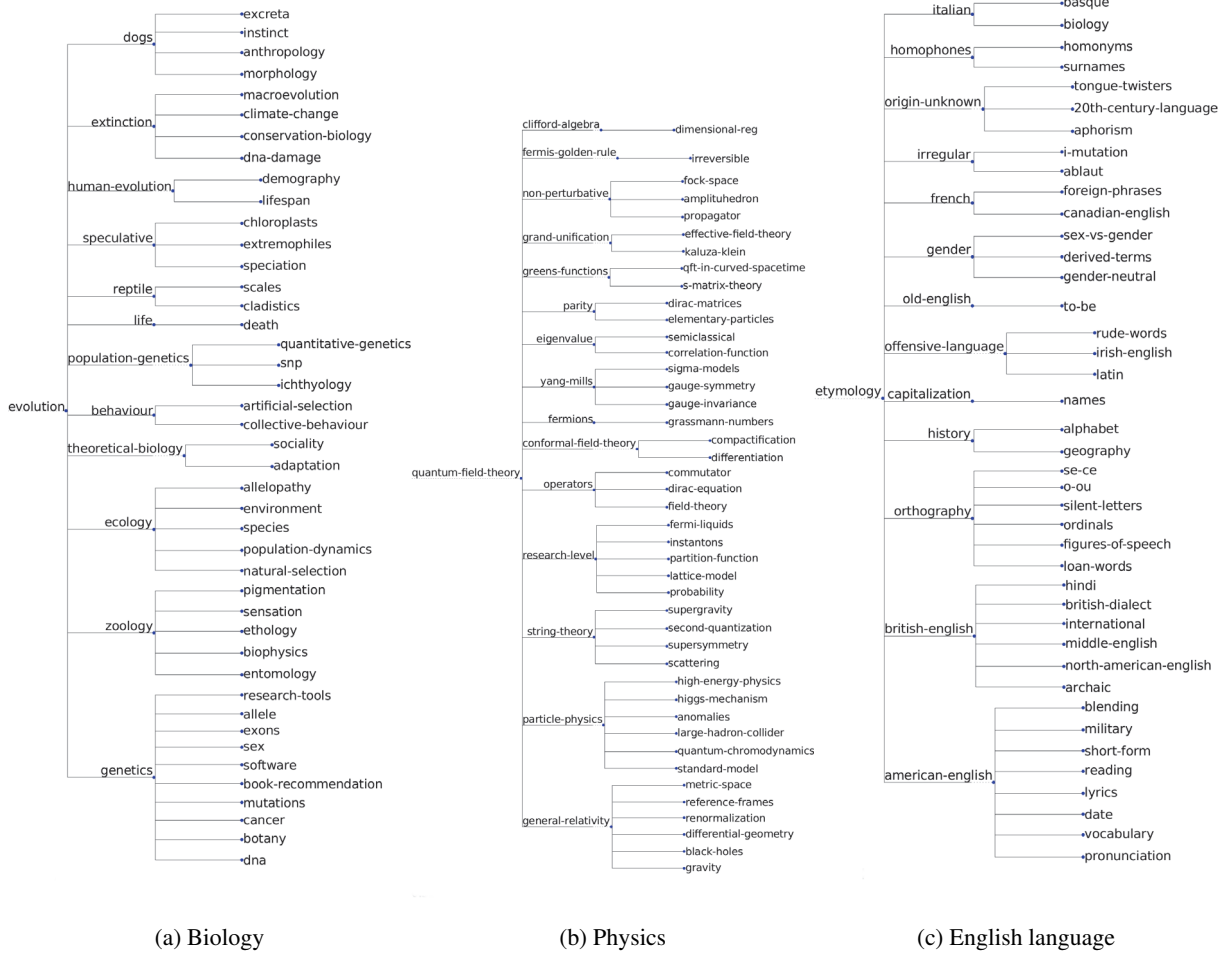 evolution
dogs
excreta
instinct
anthropology
morphology
extinction
macroevolution
climate-change
conservation-biology
dna-damage
human-evolution
demography
lifespan
speculative
chloroplasts
extremophiles
speciation
reptile
scales
cladistics
life
death
population-genetics
quantitative-genetics
snp
ichthyology
behaviour
artificial-selection
collective-behaviour
theoretical-biology
sociality
adaptation
ecology
allelopathy
environment
species
population-dynamics
natural-selection
zoology
pigmentation
sensation
ethology
biophysics
entomology
genetics
research-tools
allele
exons
sex
software
book-recommendation
mutations
cancer
botany
dna
(a) Biology
quantum-field-theory
clifford-algebra
dimensional-reg
fermis-golden-rule
irreversible
non-perturbative
fock-space
amplituhedron
propagator
grand-unification
effective-field-theory
kaluza-klein
greens-functions
qft-in-curved-spacetime
s-matrix-theory
parity
dirac-matrices
elementary-particles
eigenvalue
semiclassical
correlation-function
yang-mills
sigma-models
gauge-symmetry
gauge-invariance
fermions
grassmann-numbers
conformal-field-theory
compactification
differentiation
operators
commutator
dirac-equation
field-theory
research-level
fermi-liquids
instantons
partition-function
lattice-model
probability
string-theory
supergravity
second-quantization
supersymmetry
scattering
particle-physics
high-energy-physics
higgs-mechanism
anomalies
large-hadron-collider
quantum-chromodynamics
standard-model
general-relativity
metric-space
reference-frames
renormalization
differential-geometry
black-holes
gravity
(b) Physics
etymology
italian
basque
biology
homophones
homonyms
surnames
origin-unknown
tongue-twisters
20th-century-language
aphorism
irregular
i-mutation
ablaut
french
foreign-phrases
canadian-english
gender
sex-vs-gender
derived-terms
gender-neutral
old-english
to-be
offensive-language
rude-words
irish-english
latin
capitalization
names
history
alphabet
geography
orthography
se-ce
o-ou
silent-letters
ordinals
figures-of-speech
loan-words
british-english
hindi
british-dialect
international
middle-english
north-american-english
archaic
american-english
blending
military
short-form
reading
lyrics
date
vocabulary
pronunciation
(c) English language